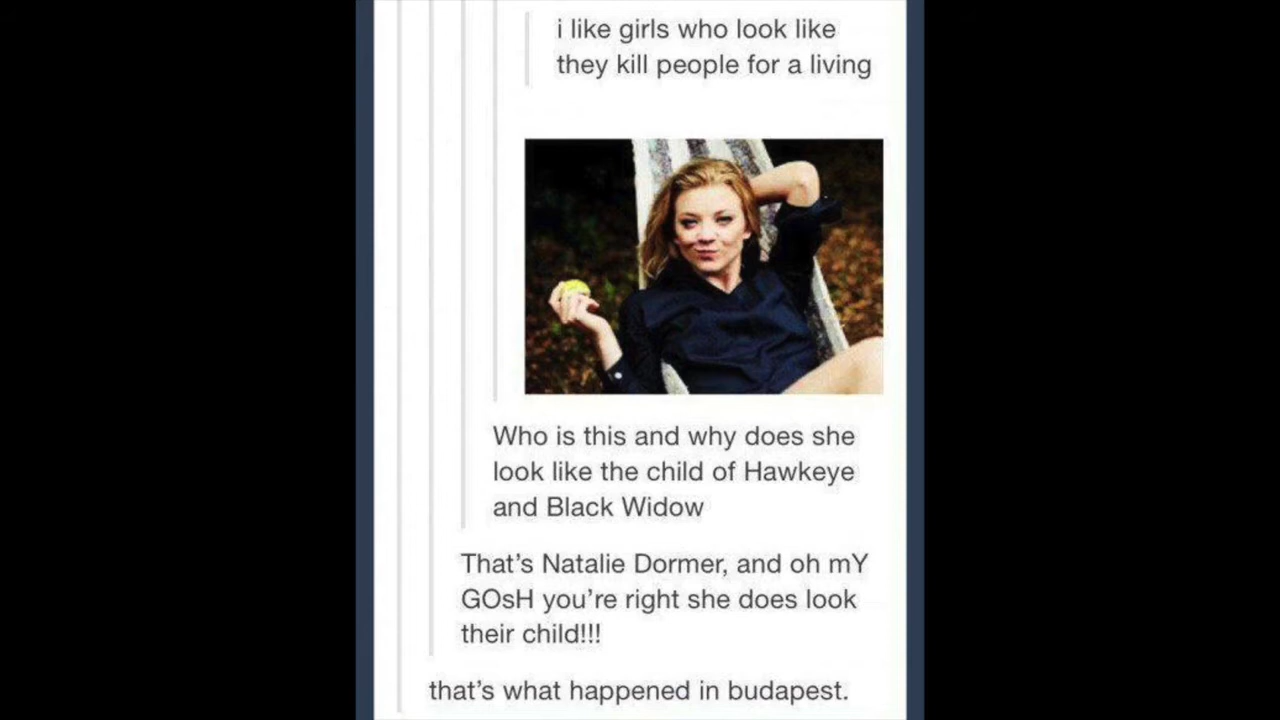 i like girls who look like
they kill people for a living
Who is this and why does she
look like the child of Hawkeye
and Black Widow
That's Natalie Dormer, and oh mY
GOsH you're right she does look
their child!!!
that's what happened in budapest.